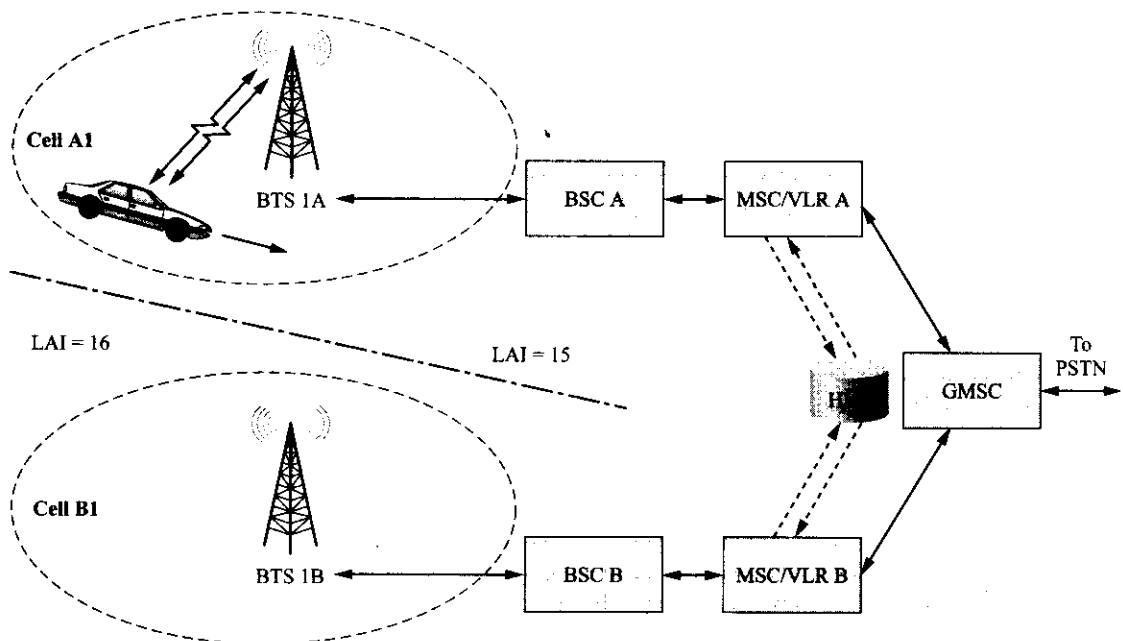 Cell A1
BTS 1A
BSC A
MSC/VLR A
LAI = 16
LAI = 15
To
PSTN
GMSC
Cell B1
BTS 1B
BSC B
MSC/VLR B